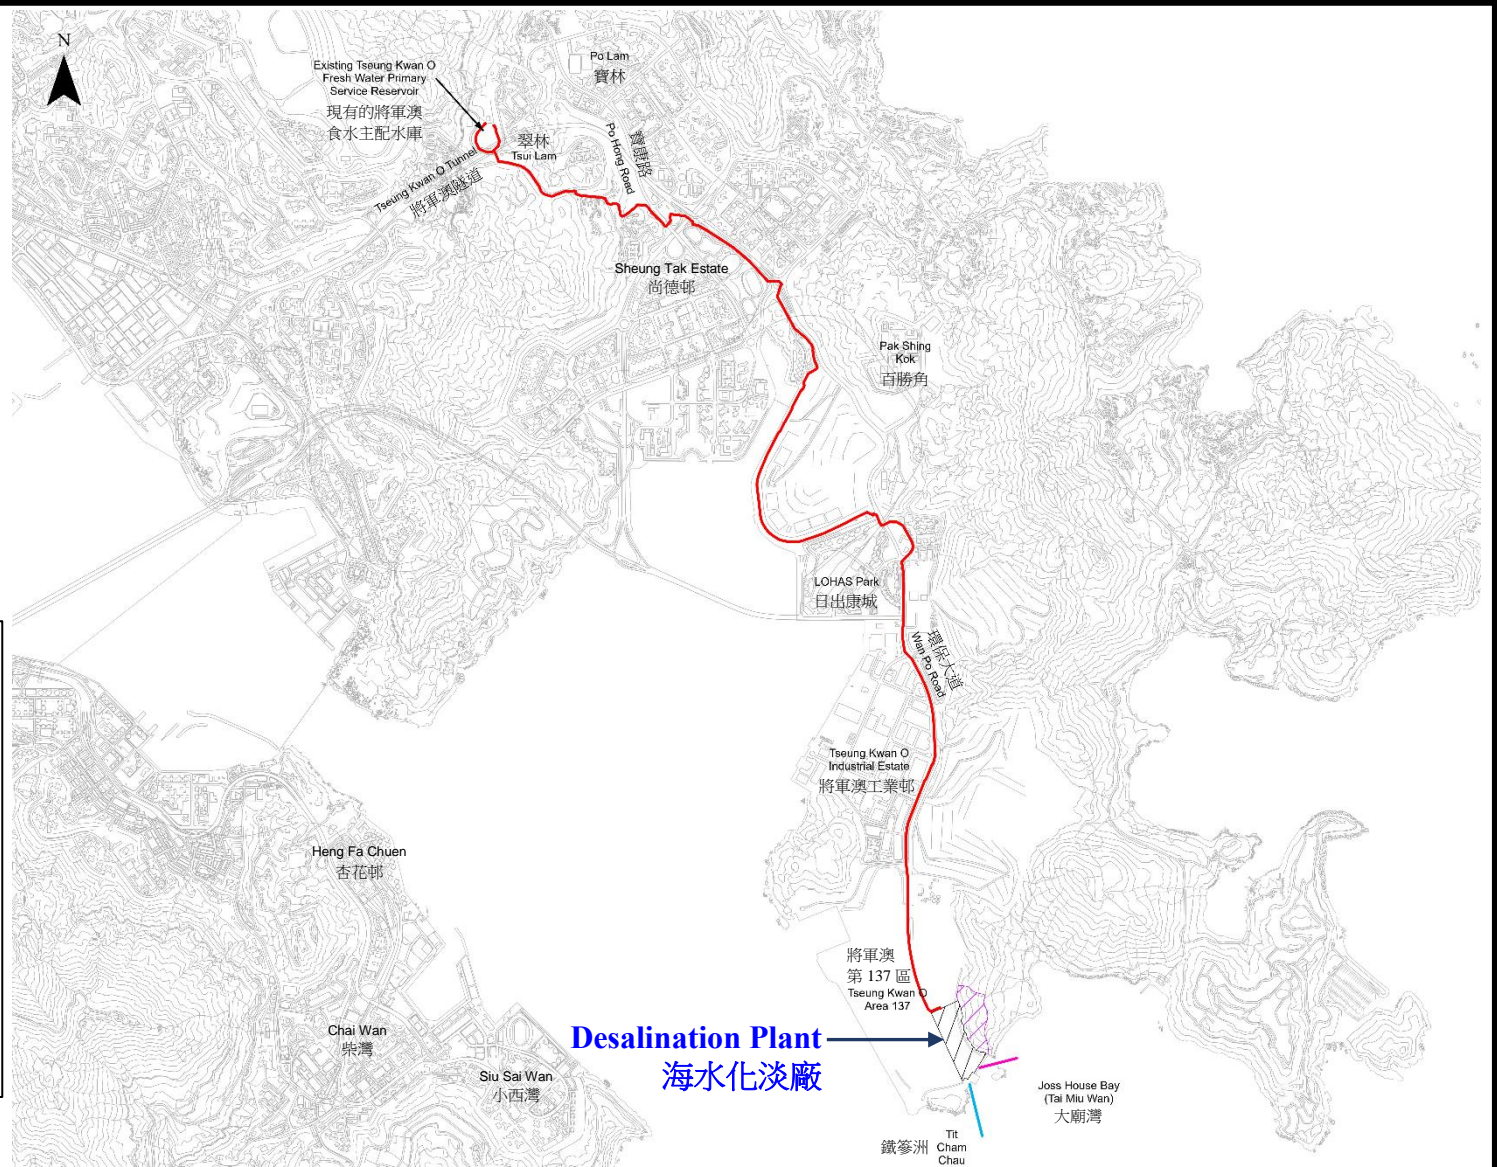 N
Existing Tseung Kwan O
Fresh Water Primary
Service Reservoir
現有的將軍澳
食水主配水庫
Po Lam
寶林
翠林
Tsui Lam
寶康路
Po Hong Road
Tseung Kwan O Tunnel
將軍澳隧道
Sheung Tak Estate
尚德邨
Pak Shing
Kok
百勝角
LOHAS Park
日出康城
環保大道
Wan Po Road
Tseung Kwan O
Industrial Estate
將軍澳工業邨
Heng Fa Chuen
杏花邨
將軍澳
第 137 區
Tseung Kwan O
Area 137
Chai Wan
柴灣
Desalination Plant
海水化淡廠
Siu Sai Wan
小西灣
Joss House Bay
(Tai Miu Wan)
大廟灣
鐵篸洲
Tit
Cham
Chau